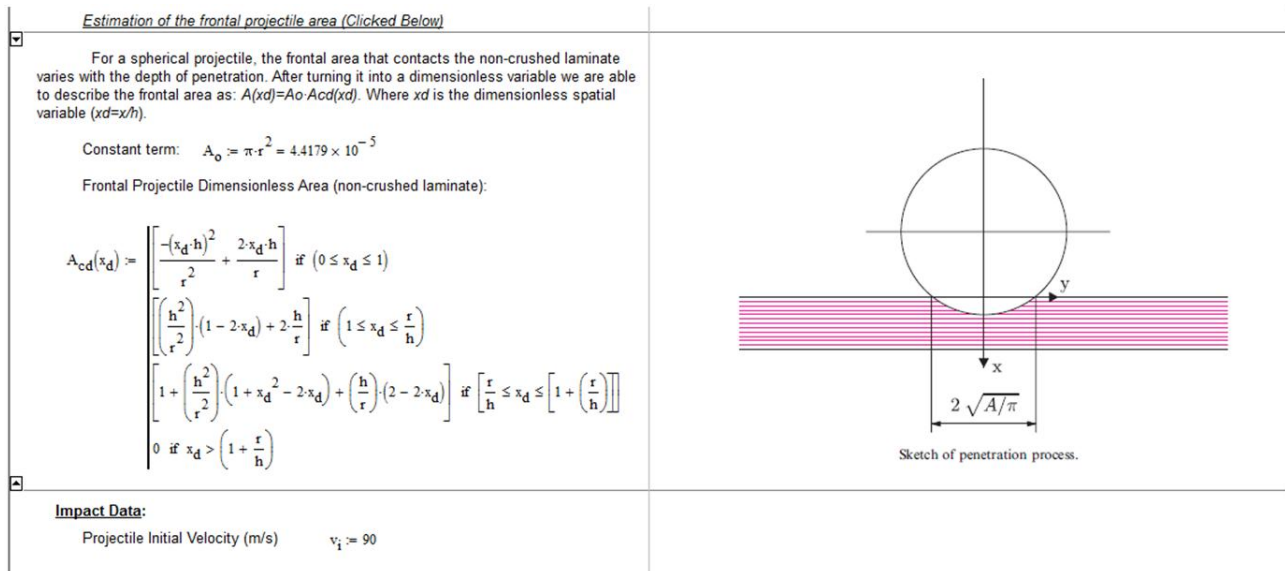 Estimation of the frontal projectile area (Clicked Below)
For a spherical projectile, the frontal area that contacts the non-crushed laminate
varies with the depth of penetration. After turning it into a dimensionless variable we are able
to describe the frontal area as: A(xd)=Ao·Acd(xd). Where xd is the dimensionless spatial
variable (xd=x/h).
Constant term: A_o := π·r^2 = 4.4179 × 10^-5
Frontal Projectile Dimensionless Area (non-crushed laminate):
A_cd(x_d) := | [-(x_d·h)^2/r^2 + 2·x_d·h/r] if (0 ≤ x_d ≤ 1)
[(h^2/r^2)·(1 - 2·x_d) + 2·h/r] if (1 ≤ x_d ≤ r/h)
[1 + (h^2/r^2)·(1 + x_d^2 - 2·x_d) + (h/r)·(2 - 2·x_d)] if [r/h ≤ x_d ≤ [1 + (r/h)]]
0 if x_d > (1 + r/h)
y
x
2 √A/π
Sketch of penetration process.
Impact Data:
Projectile Initial Velocity (m/s) v_i := 90